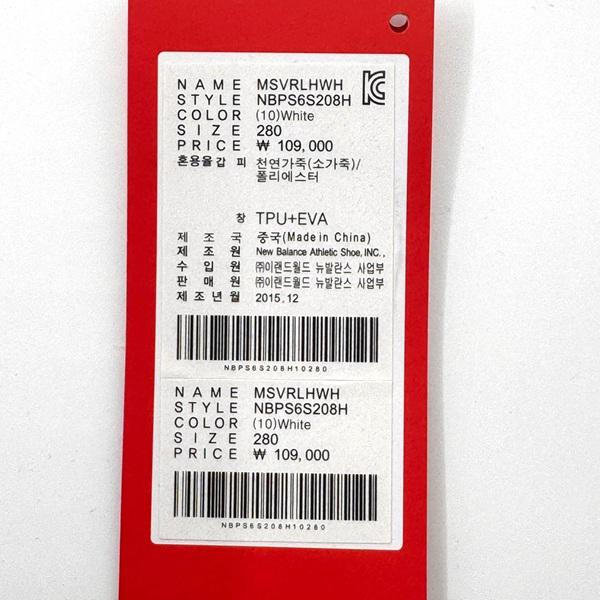 NAME MSVRLHWH
STYLE NBPS6S208H
COLOR (10)White
SIZE 280
PRICE ₩ 109,000
혼용율갑 피 천연가죽(소가죽)/
폴리에스터
창 TPU+EVA
제조국 중국(Made in China)
제조원 New Balance Athletic Shoe, INC.,
수입원 ㈜이랜드월드 뉴발란스 사업부
판매원 ㈜이랜드월드 뉴발란스 사업부
제조년월 2015.12
NBPS6S208H10280
NAME MSVRLHWH
STYLE NBPS6S208H
COLOR (10)White
SIZE 280
PRICE ₩ 109,000
NBPS6S208H10280